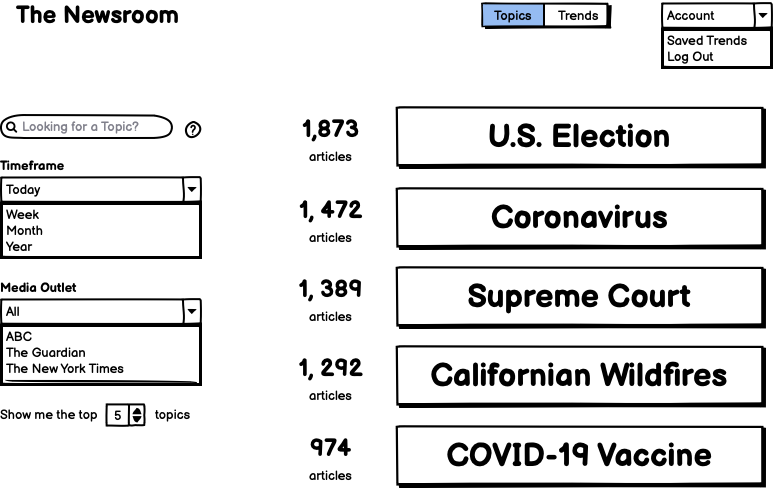 The Newsroom
Topics Trends
Account
Saved Trends
Log Out
Looking for a Topic?
?
Timeframe
Today
Week
Month
Year
Media Outlet
All
ABC
The Guardian
The New York Times
Show me the top 5 topics
1,873
articles
U.S. Election
1, 472
articles
Coronavirus
1, 389
articles
Supreme Court
1, 292
articles
Californian Wildfires
974
articles
COVID-19 Vaccine